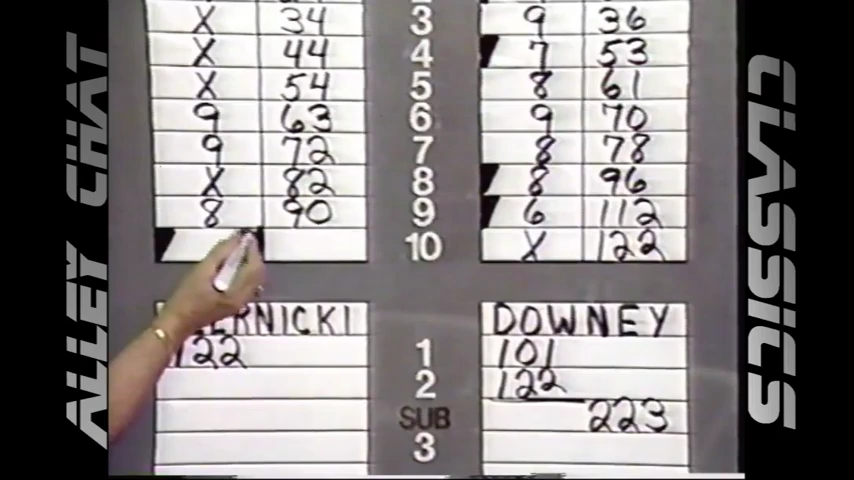 ALLEY CHAT
X 34 3 9 36
X 44 4 7 53
X 54 5 8 61
9 63 6 9 70
9 72 7 8 78
X 82 8 8 96
8 90 9 6 112
10 X 122
DOWNEY
122 1 101
2 122
SUB 223
3
CLASSICS